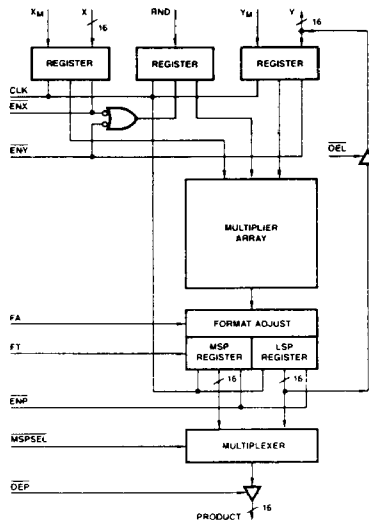 XM X RND YM Y
16 16
REGISTER REGISTER REGISTER
CLK
ENX
ENY
OEL
MULTIPLIER
ARRAY
FA
FORMAT ADJUST
FT
MSP
REGISTER
LSP
REGISTER
16 16
ENP
MSPSEL
MULTIPLEXER
OEP
16
PRODUCT